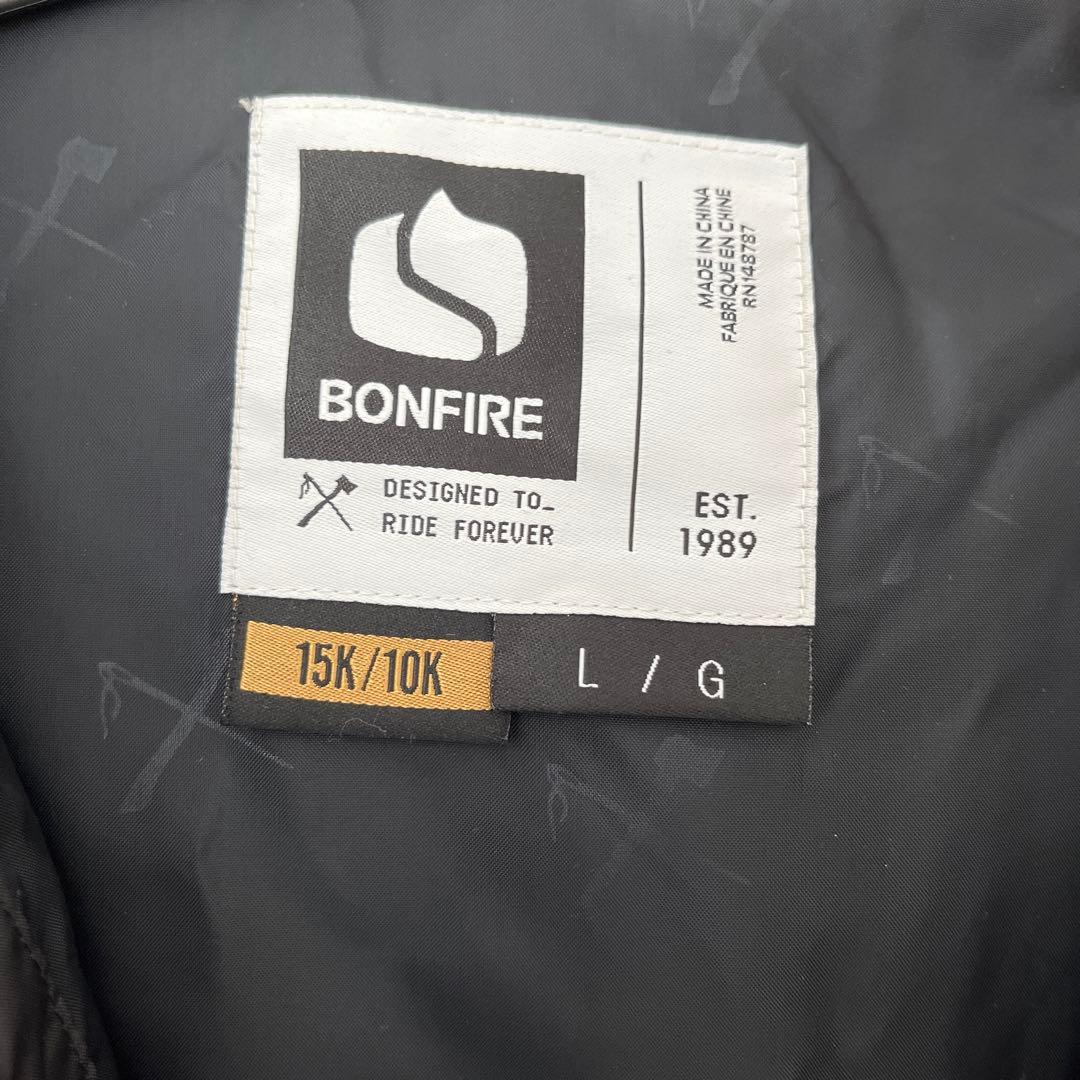 BONFIRE
DESIGNED TO_
RIDE FOREVER
MADE IN CHINA
FABRIQUE EN CHINE
RN148787
EST.
1989
15K/10K
L / G